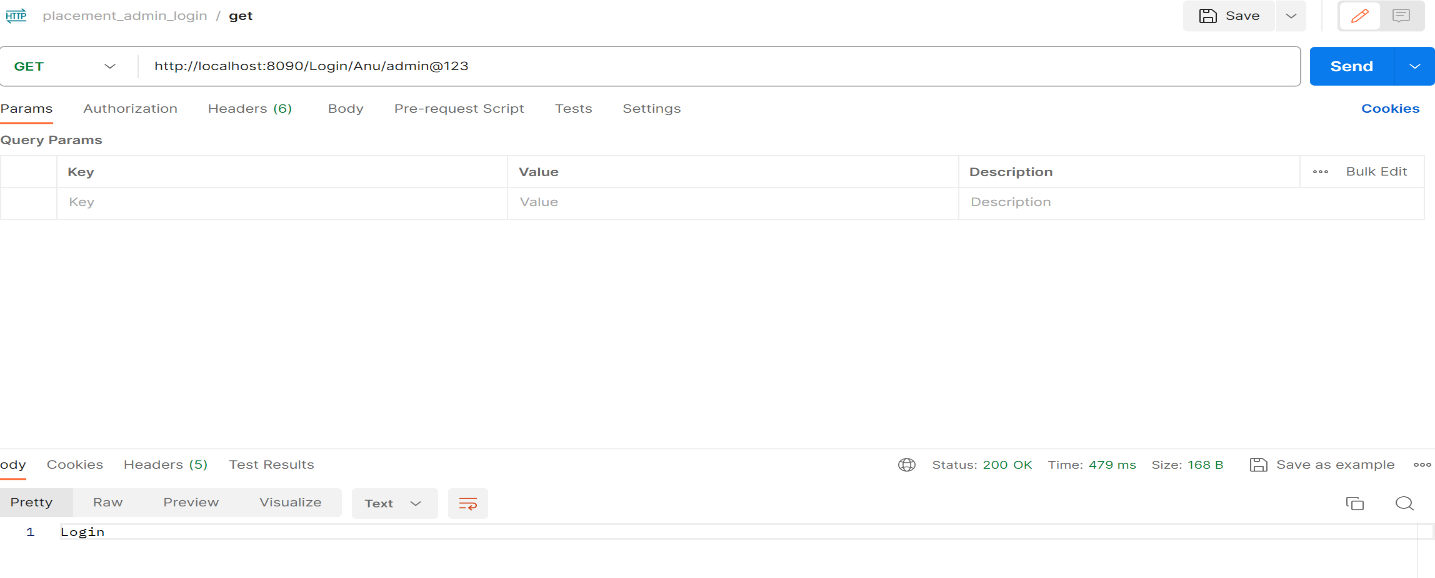 HTTP placement_admin_login / get Save
GET http://localhost:8090/Login/Anu/admin@123 Send
Params Authorization Headers (6) Body Pre-request Script Tests Settings Cookies
Query Params
Key Value Description Bulk Edit
Key Value Description
ody Cookies Headers (5) Test Results Status: 200 OK Time: 479 ms Size: 168 B Save as example
Pretty Raw Preview Visualize Text
1 Login